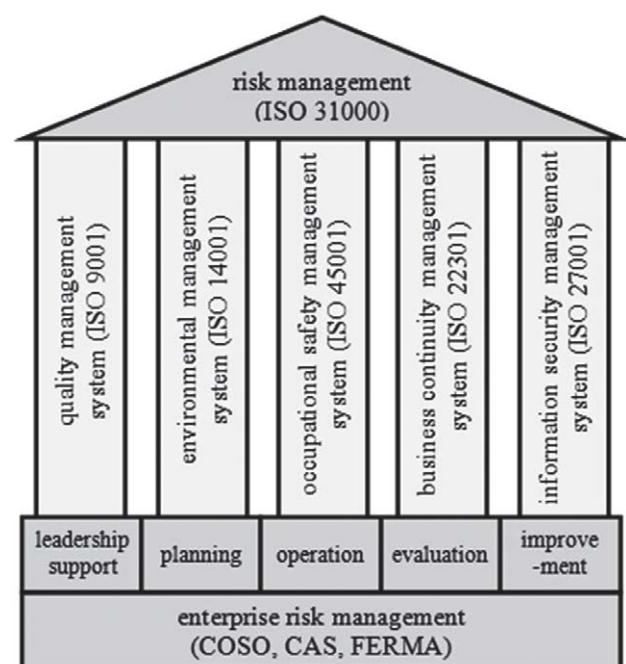 risk management
(ISO 31000)
quality management
system (ISO 9001)
environmental management
system (ISO 14001)
occupational safety management
system (ISO 45001)
business continuity management
system (ISO 22301)
information security management
system (ISO 27001)
leadership
support
planning
operation
evaluation
improve
-ment
enterprise risk management
(COSO, CAS, FERMA)